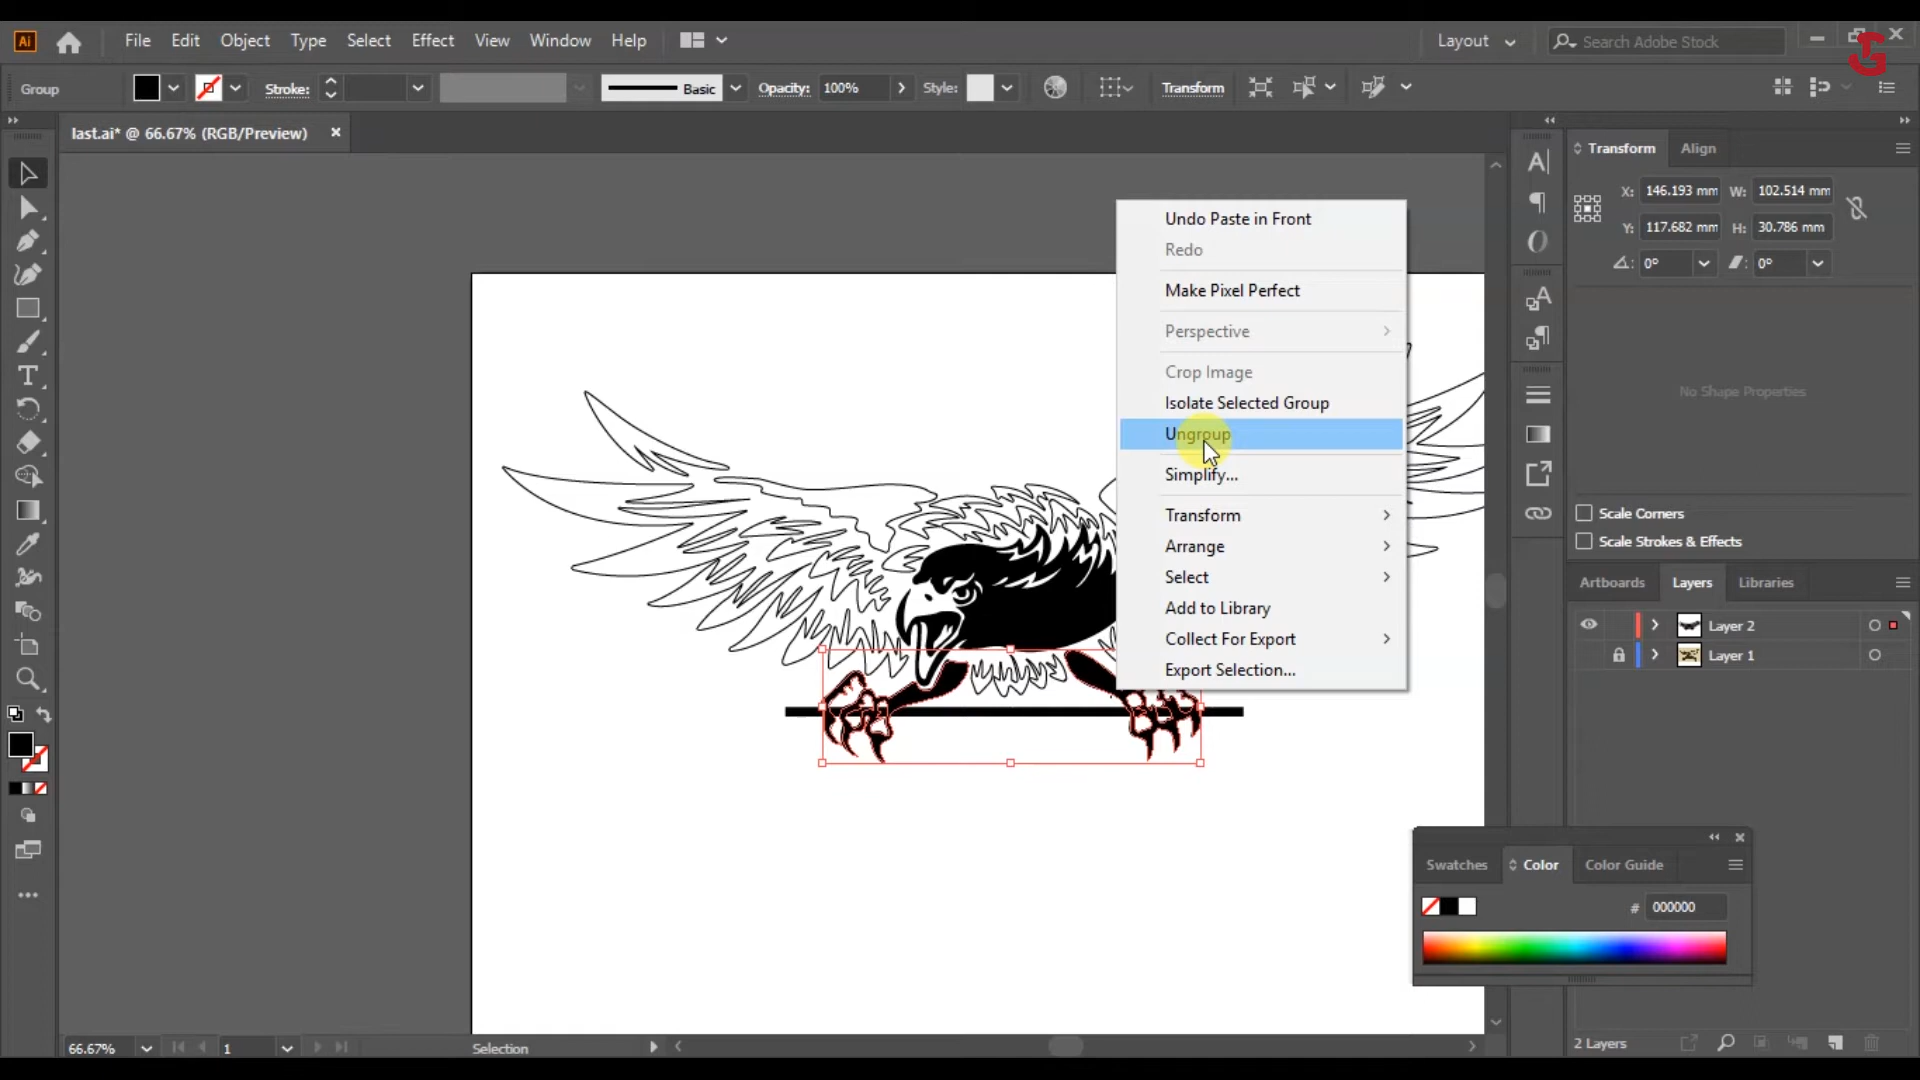 Ai File Edit Object Type Select Effect View Window Help Layout Search Adobe Stock
G
Group Stroke: Basic Opacity: 100% Style: Transform
last.ai* @ 66.67% (RGB/Preview)
Transform Align
X: 146.193 mm W: 102.514 mm
Y: 117.682 mm H: 30.786 mm
0° 0°
No Shape Properties
Scale Corners
Scale Strokes & Effects
Undo Paste in Front
Redo
Make Pixel Perfect
Perspective
Crop Image
Isolate Selected Group
Ungroup
Simplify...
Transform
Arrange
Select
Add to Library
Collect For Export
Export Selection...
Artboards Layers Libraries
Layer 2
Layer 1
Swatches Color Color Guide
# 000000
66.67% 1 Selection
2 Layers